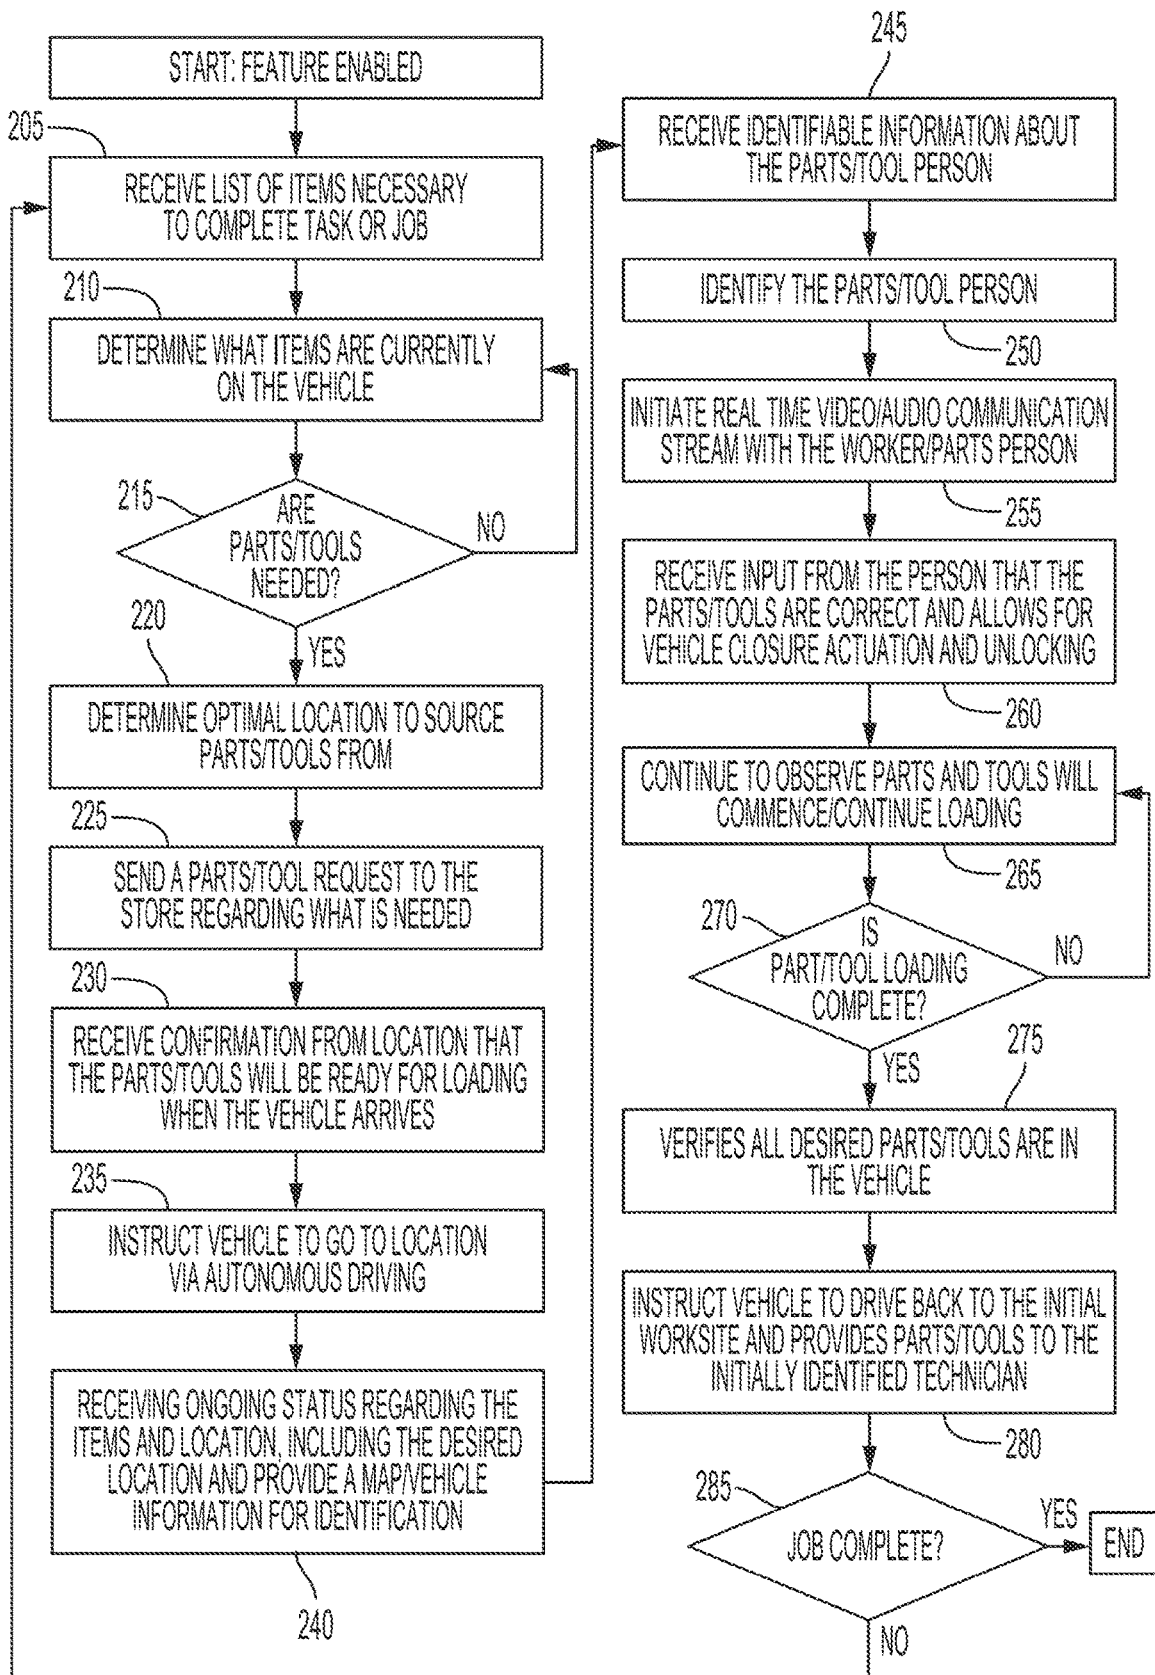 START: FEATURE ENABLED
205
RECEIVE LIST OF ITEMS NECESSARY
TO COMPLETE TASK OR JOB
210
DETERMINE WHAT ITEMS ARE CURRENTLY
ON THE VEHICLE
215
ARE
PARTS/TOOLS
NEEDED?
NO
YES
220
DETERMINE OPTIMAL LOCATION TO SOURCE
PARTS/TOOLS FROM
225
SEND A PARTS/TOOL REQUEST TO THE
STORE REGARDING WHAT IS NEEDED
230
RECEIVE CONFIRMATION FROM LOCATION THAT
THE PARTS/TOOLS WILL BE READY FOR LOADING
WHEN THE VEHICLE ARRIVES
235
INSTRUCT VEHICLE TO GO TO LOCATION
VIA AUTONOMOUS DRIVING
RECEIVING ONGOING STATUS REGARDING THE
ITEMS AND LOCATION, INCLUDING THE DESIRED
LOCATION AND PROVIDE A MAP/VEHICLE
INFORMATION FOR IDENTIFICATION
240
245
RECEIVE IDENTIFIABLE INFORMATION ABOUT
THE PARTS/TOOL PERSON
IDENTIFY THE PARTS/TOOL PERSON
250
INITIATE REAL TIME VIDEO/AUDIO COMMUNICATION
STREAM WITH THE WORKER/PARTS PERSON
255
RECEIVE INPUT FROM THE PERSON THAT THE
PARTS/TOOLS ARE CORRECT AND ALLOWS FOR
VEHICLE CLOSURE ACTUATION AND UNLOCKING
260
CONTINUE TO OBSERVE PARTS AND TOOLS WILL
COMMENCE/CONTINUE LOADING
265
270
IS
PART/TOOL LOADING
COMPLETE?
NO
YES
275
VERIFIES ALL DESIRED PARTS/TOOLS ARE IN
THE VEHICLE
INSTRUCT VEHICLE TO DRIVE BACK TO THE INITIAL
WORKSITE AND PROVIDES PARTS/TOOLS TO THE
INITIALLY IDENTIFIED TECHNICIAN
280
285
JOB COMPLETE?
YES
END
NO